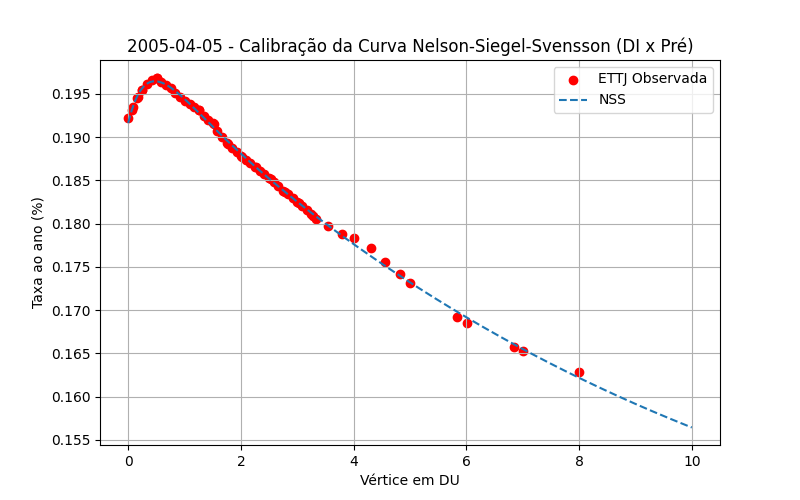 2005-04-05 - Calibração da Curva Nelson-Siegel-Svensson (DI x Pré)
ETTJ Observada
NSS
Taxa ao ano (%)
0.195
0.190
0.185
0.180
0.175
0.170
0.165
0.160
0.155
0 2 4 6 8 10
Vértice em DU